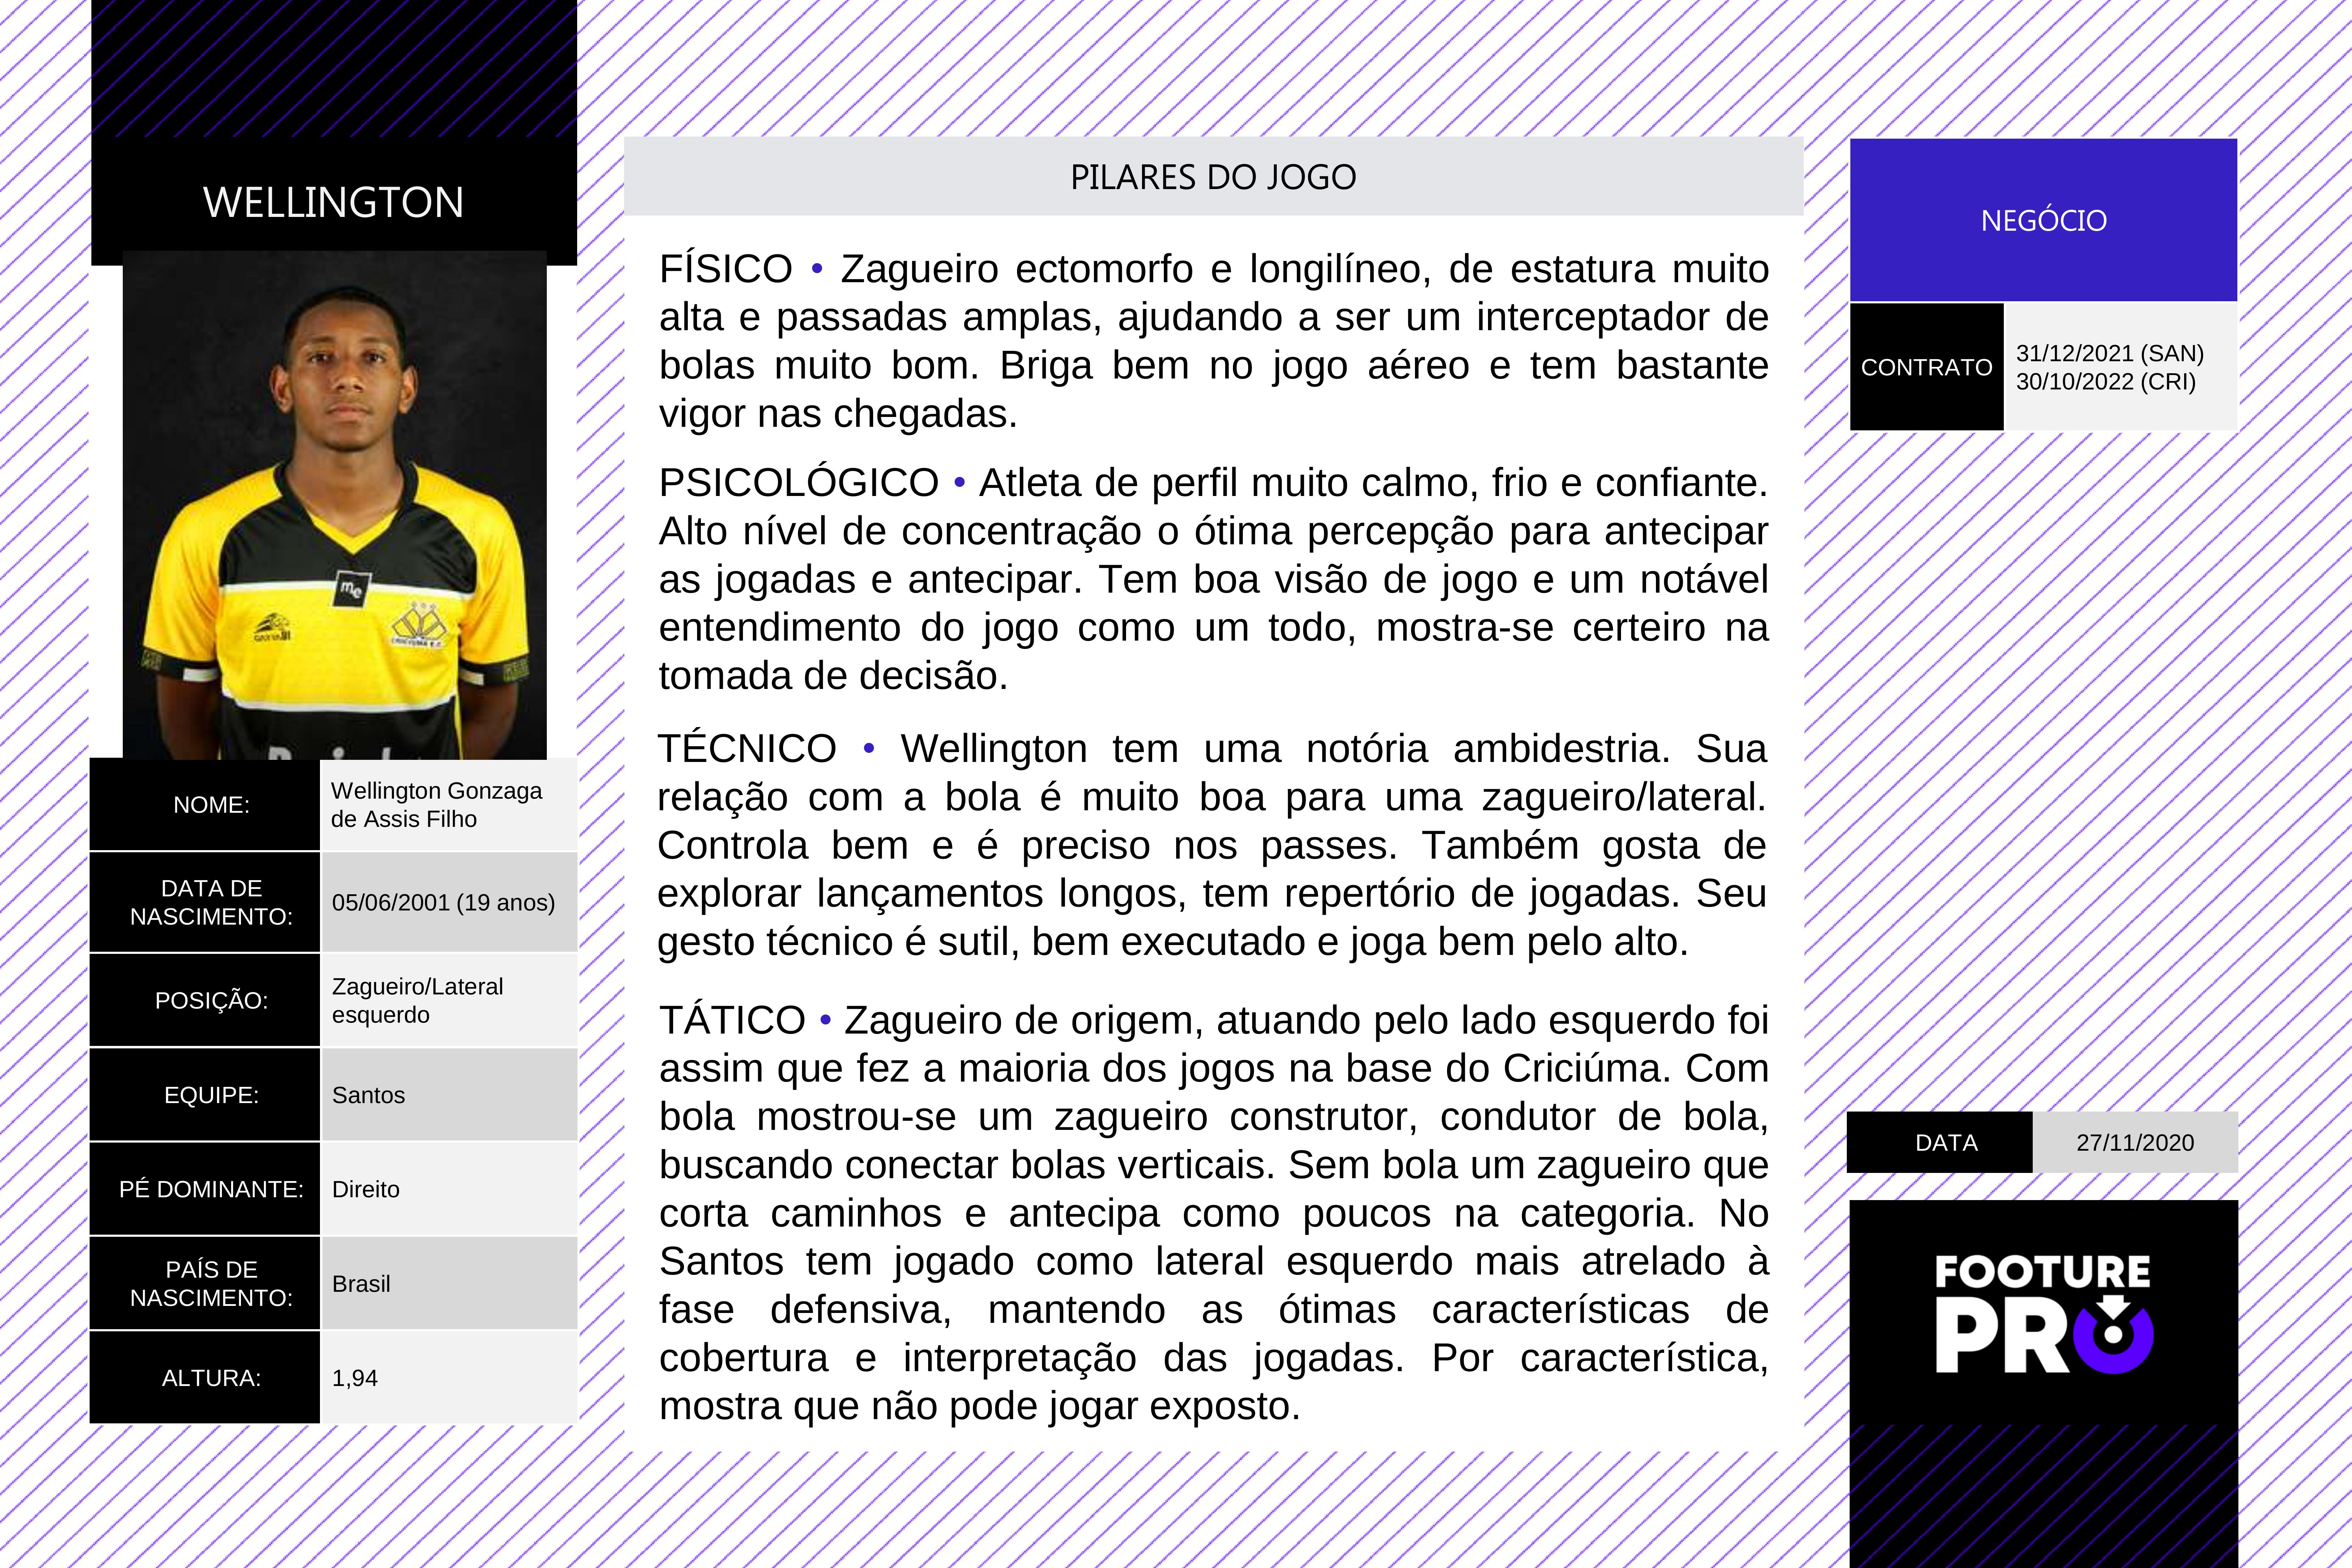 WELLINGTON
me
CRICIÚMA E.C.
NOME:
Wellington Gonzaga
de Assis Filho
DATA DE
NASCIMENTO:
05/06/2001 (19 anos)
POSIÇÃO:
Zagueiro/Lateral
esquerdo
EQUIPE:
Santos
PÉ DOMINANTE:
Direito
PAÍS DE
NASCIMENTO:
Brasil
ALTURA:
1,94
PILARES DO JOGO
FÍSICO • Zagueiro ectomorfo e longilíneo, de estatura muito
alta e passadas amplas, ajudando a ser um interceptador de
bolas muito bom. Briga bem no jogo aéreo e tem bastante
vigor nas chegadas.
PSICOLÓGICO • Atleta de perfil muito calmo, frio e confiante.
Alto nível de concentração o ótima percepção para antecipar
as jogadas e antecipar. Tem boa visão de jogo e um notável
entendimento do jogo como um todo, mostra-se certeiro na
tomada de decisão.
TÉCNICO • Wellington tem uma notória ambidestria. Sua
relação com a bola é muito boa para uma zagueiro/lateral.
Controla bem e é preciso nos passes. Também gosta de
explorar lançamentos longos, tem repertório de jogadas. Seu
gesto técnico é sutil, bem executado e joga bem pelo alto.
TÁTICO • Zagueiro de origem, atuando pelo lado esquerdo foi
assim que fez a maioria dos jogos na base do Criciúma. Com
bola mostrou-se um zagueiro construtor, condutor de bola,
buscando conectar bolas verticais. Sem bola um zagueiro que
corta caminhos e antecipa como poucos na categoria. No
Santos tem jogado como lateral esquerdo mais atrelado à
fase defensiva, mantendo as ótimas características de
cobertura e interpretação das jogadas. Por característica,
mostra que não pode jogar exposto.
NEGÓCIO
CONTRATO
31/12/2021 (SAN)
30/10/2022 (CRI)
DATA
27/11/2020
FOOTURE
PRO